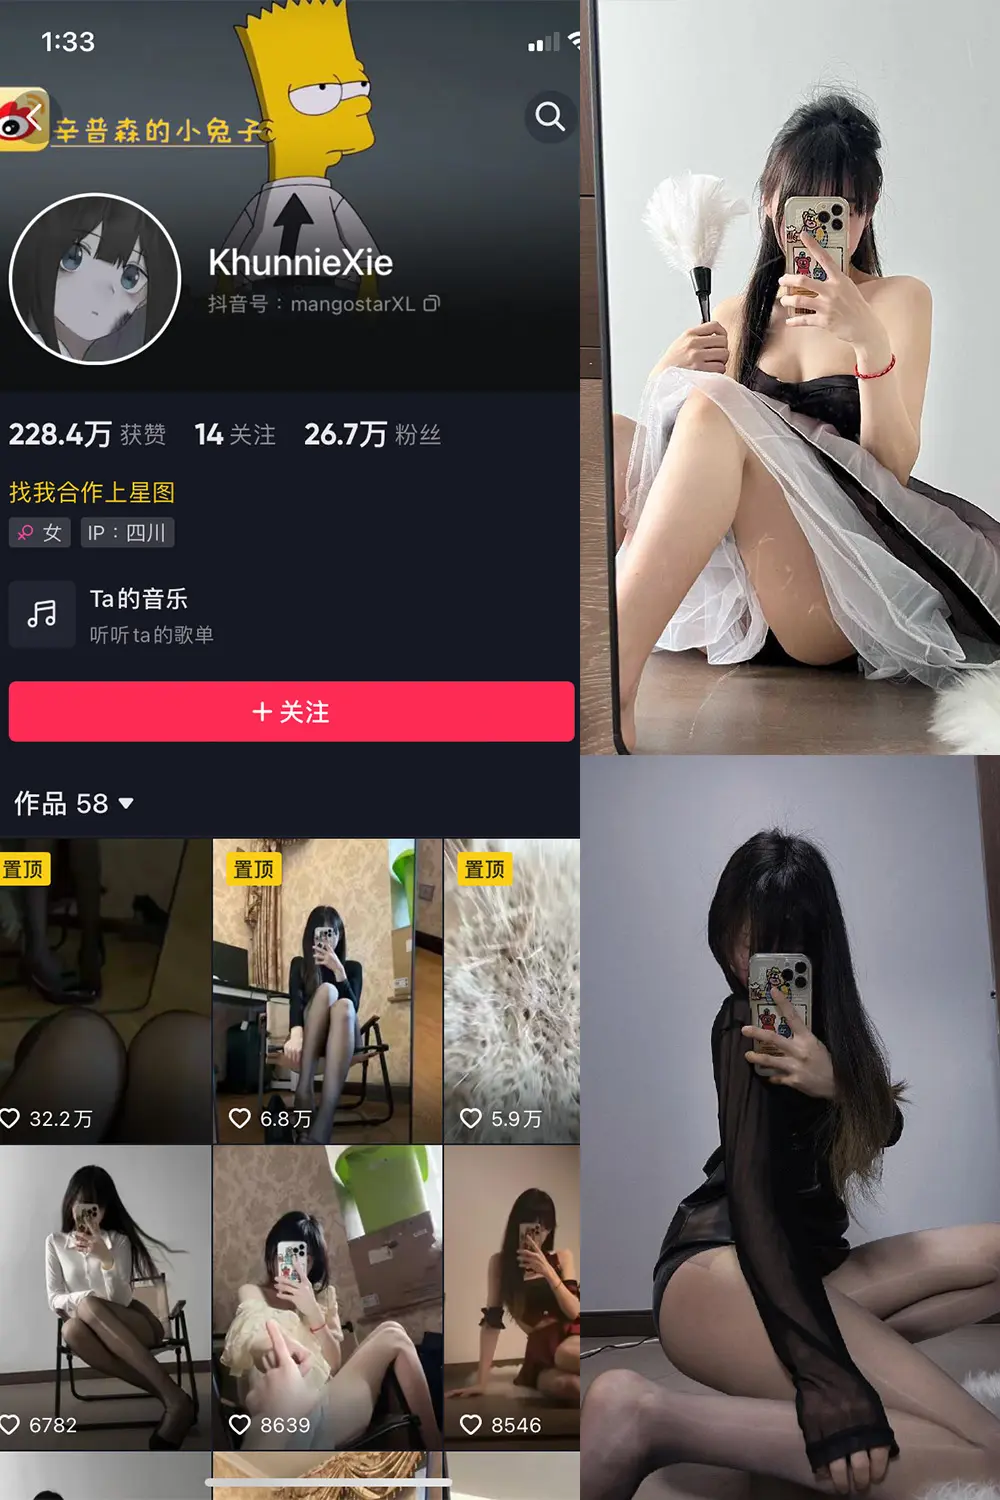 1:33
辛普森的小兔子
KhunnieXie
抖音号：mangostarXL
228.4万 获赞 14 关注 26.7万 粉丝
找我合作上星图
女 IP：四川
Ta的音乐
听听ta的歌单
+ 关注
作品 58
置顶 置顶 置顶
32.2万 6.8万 5.9万
6782 8639 8546